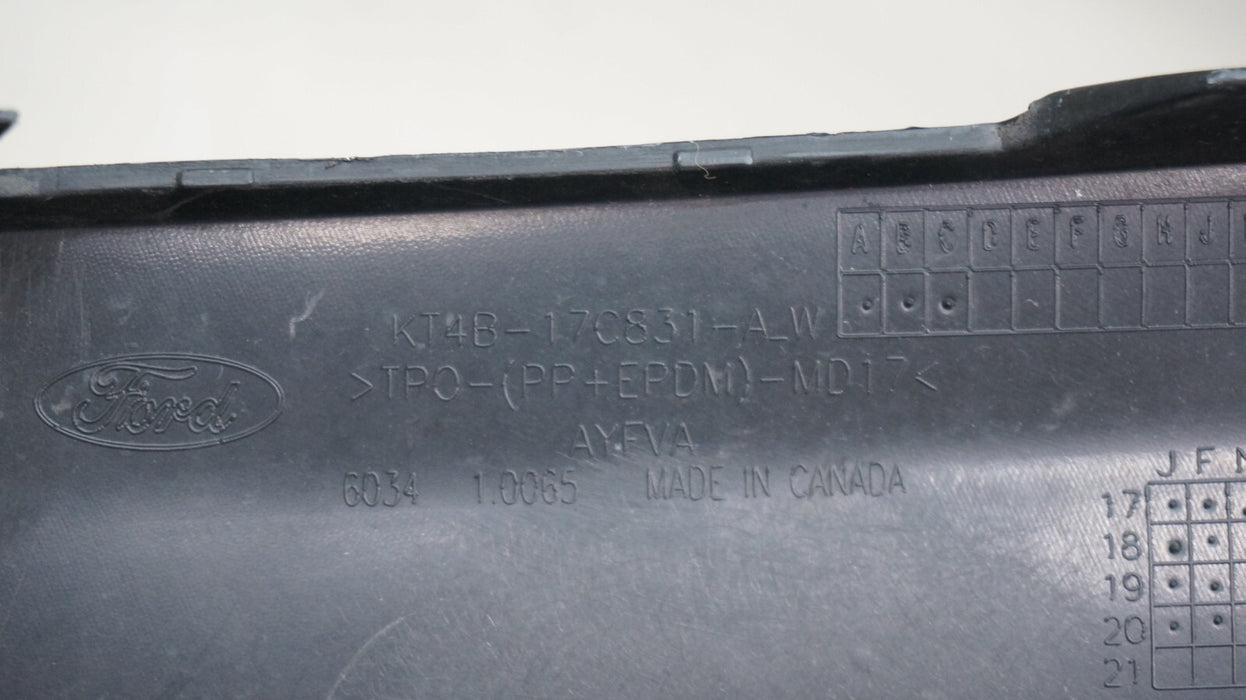 A B C D E F G H J
KT4B-17C831-A_W
>TPO-(PP+EPDM)-MD17<
Ford
AYFVA
6034 1.0065 MADE IN CANADA
J F
17
18
19
20
21